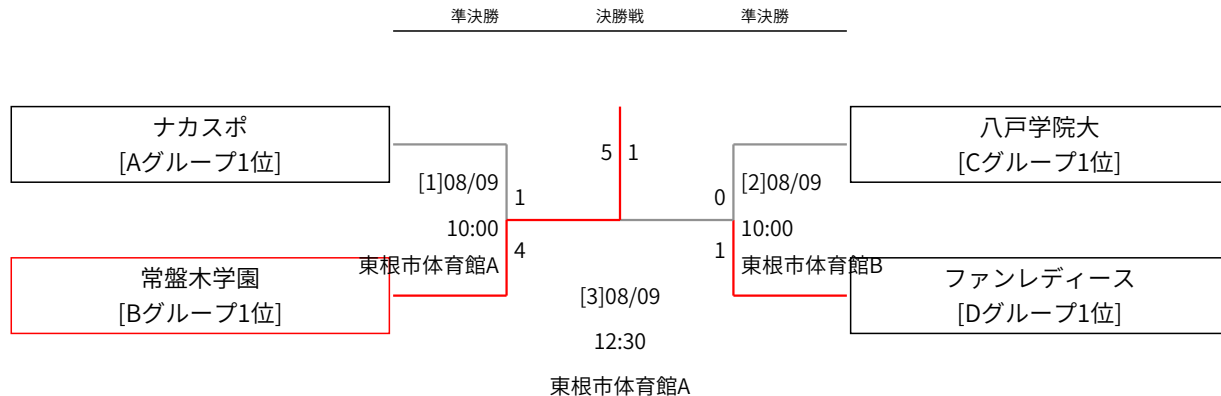 準決勝
決勝戦
準決勝
ナカスポ
[Aグループ1位]
八戸学院大
[Cグループ1位]
5
1
[1]08/09
1
0
[2]08/09
10:00
10:00
4
1
東根市体育館A
東根市体育館B
常盤木学園
[Bグループ1位]
ファンレディース
[Dグループ1位]
[3]08/09
12:30
東根市体育館A